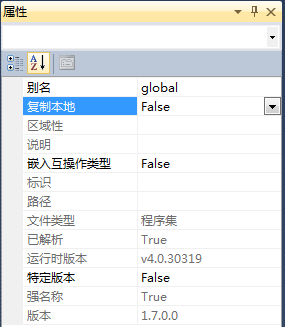 属性
别名 global
复制本地 False
区域性
说明
嵌入互操作类型 False
标识
路径
文件类型 程序集
已解析 True
运行时版本 v4.0.30319
特定版本 False
强名称 True
版本 1.7.0.0